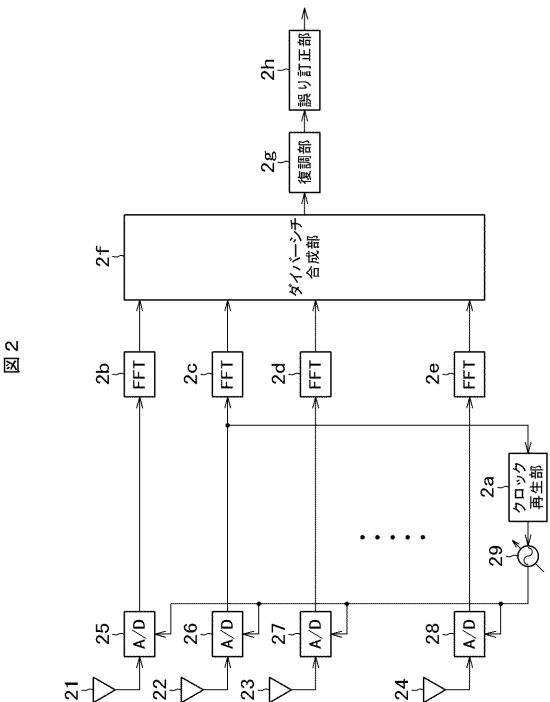 図2
21
25
A/D
2b
FFT
22
26
A/D
2c
FFT
23
27
A/D
2d
FFT
24
28
A/D
2e
FFT
29
2a
クロック
再生部
2f
ダイバーシチ
合成部
2g
復調部
2h
誤り訂正部